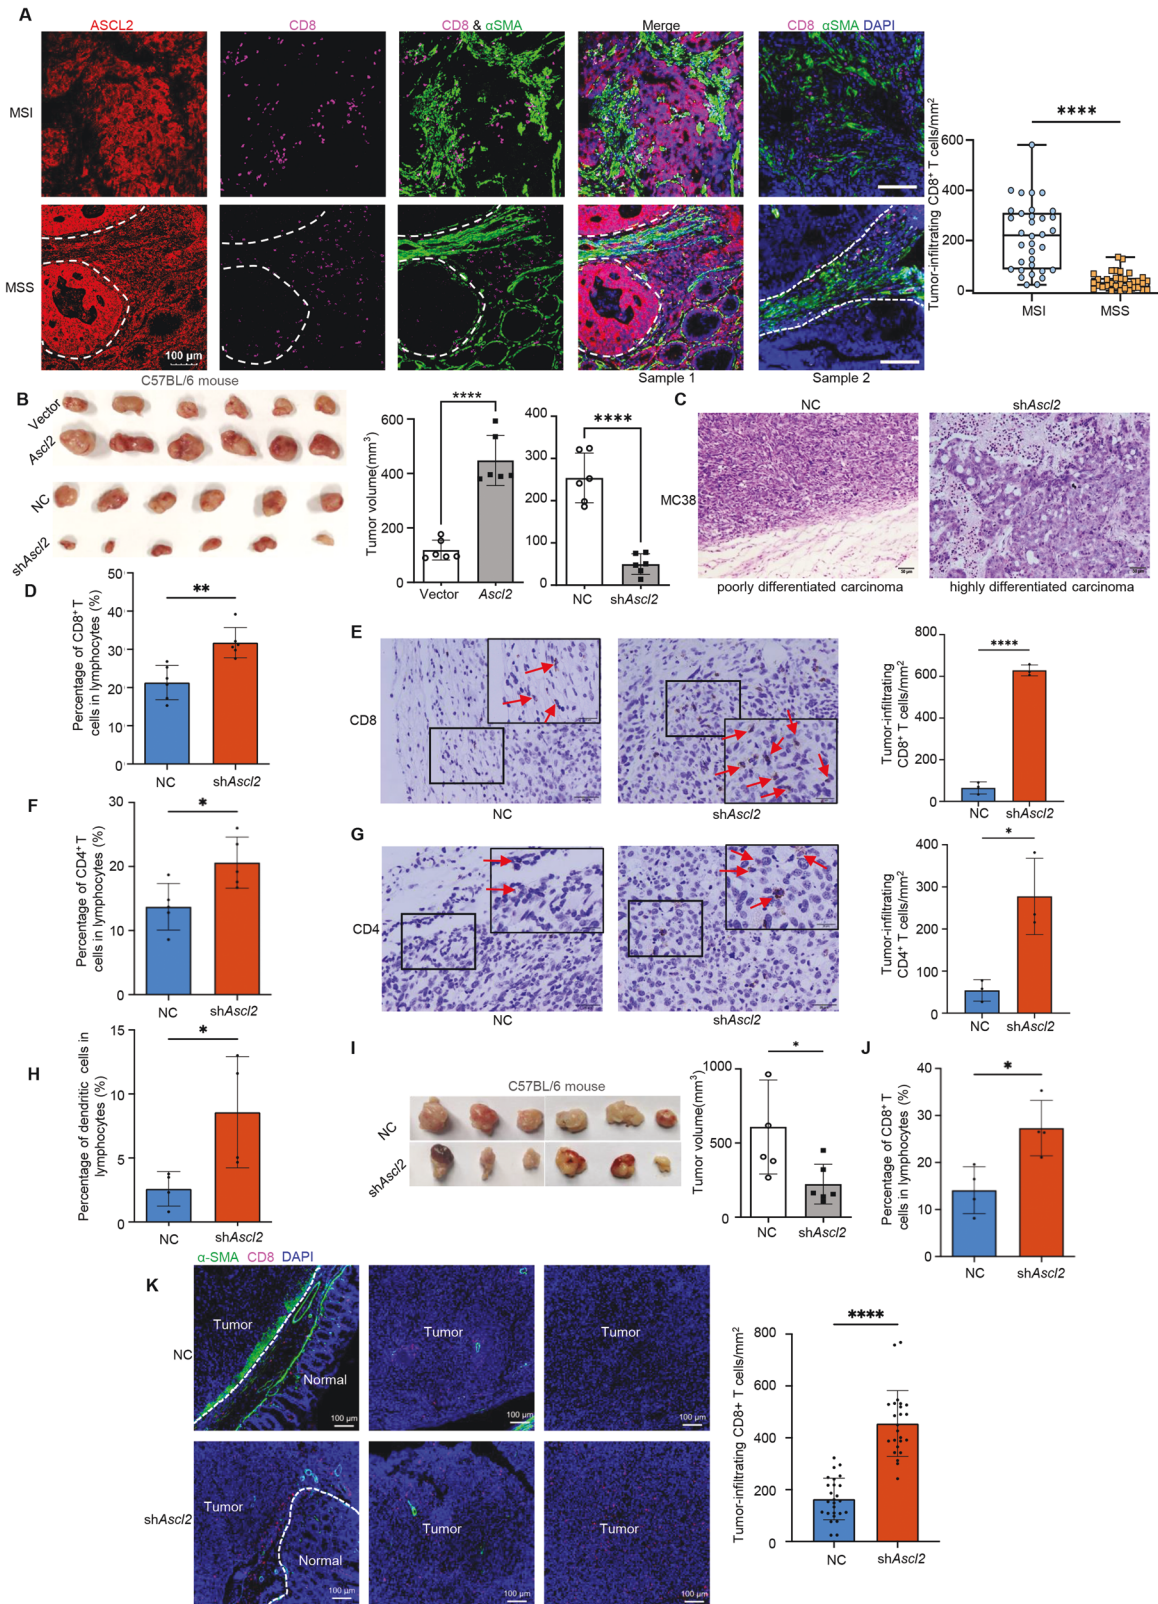 A
ASCL2
CD8
CD8 & αSMA
Merge
CD8 αSMA DAPI
MSI
MSS
100 μm
Sample 1
Sample 2
Tumor-infiltrating CD8⁺ T cells/mm²
****
600
400
200
0
MSI
MSS
B
C57BL/6 mouse
Vector
Ascl2
NC
shAscl2
Tumor volume(mm³)
****
600
400
200
0
Vector
Ascl2
****
400
300
200
100
0
NC
shAscl2
C
NC
shAscl2
MC38
poorly differentiated carcinoma
highly differentiated carcinoma
D
Percentage of CD8⁺ T
cells in lymphocytes (%)
**
50
40
30
20
10
0
NC
shAscl2
E
CD8
NC
shAscl2
Tumor-infiltrating
CD8⁺ T cells/mm²
****
800
600
400
200
0
NC
shAscl2
F
Percentage of CD4⁺ T
cells in lymphocytes (%)
*
30
20
10
0
NC
shAscl2
G
CD4
NC
shAscl2
Tumor-infiltrating
CD4⁺ T cells/mm²
*
400
300
200
100
0
NC
shAscl2
H
Percentage of dendritic cells in
lymphocytes (%)
*
15
10
5
0
NC
shAscl2
I
C57BL/6 mouse
NC
shAscl2
Tumor volume(mm³)
*
1000
500
0
NC
shAscl2
J
Percentage of CD8⁺ T
cells in lymphocytes (%)
*
40
30
20
10
0
NC
shAscl2
K
α-SMA CD8 DAPI
NC
Tumor
Normal
100 μm
Tumor
100 μm
Tumor
100 μm
shAscl2
Tumor
Normal
100 μm
Tumor
100 μm
Tumor
100 μm
Tumor-infiltrating CD8+ T cells/mm²
****
800
600
400
200
0
NC
shAscl2